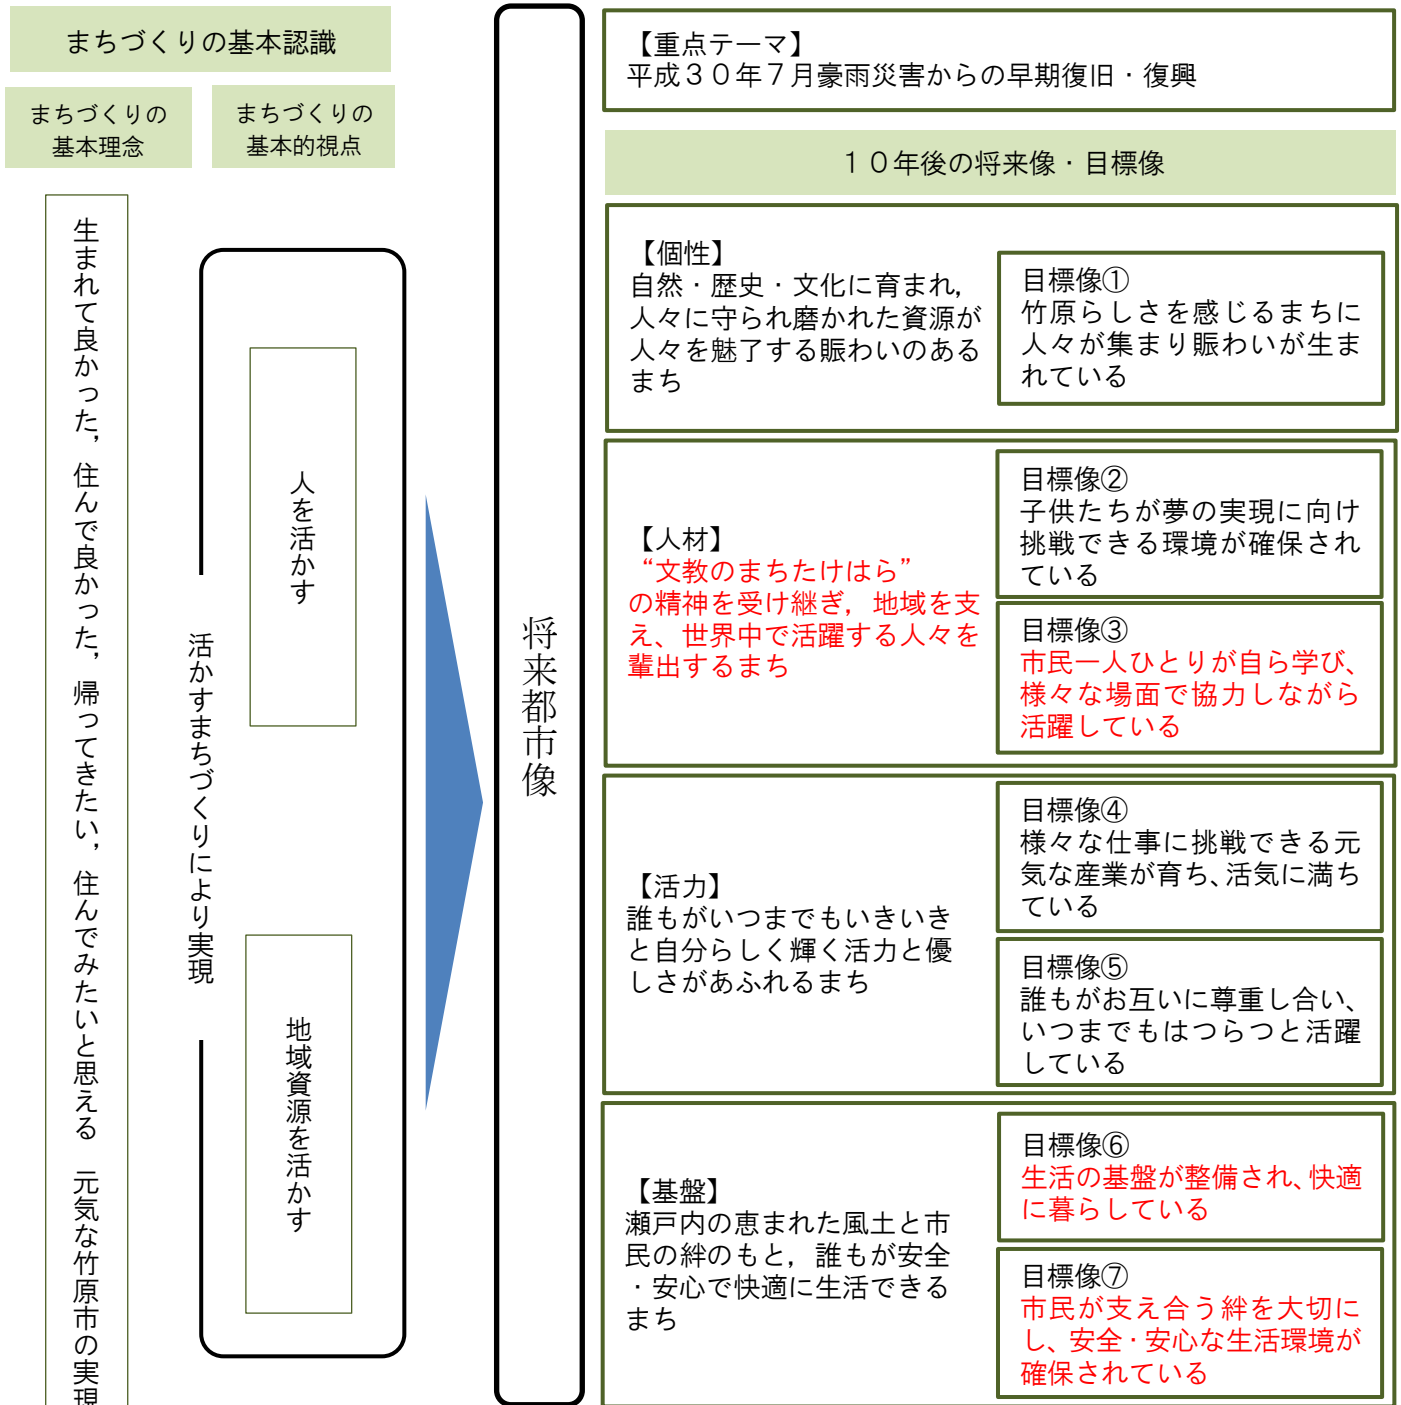 まちづくりの基本認識
まちづくりの
基本理念
まちづくりの
基本的視点
生まれて良かった，住んで良かった，帰ってきたい，住んでみたいと思える　元気な竹原市の実現
活かすまちづくりにより実現
人を活かす
地域資源を活かす
将来都市像
【重点テーマ】
平成３０年７月豪雨災害からの早期復旧・復興
１０年後の将来像・目標像
【個性】
自然・歴史・文化に育まれ，
人々に守られ磨かれた資源が
人々を魅了する賑わいのある
まち
目標像①
竹原らしさを感じるまちに
人々が集まり賑わいが生ま
れている
【人材】
“文教のまちたけはら”
の精神を受け継ぎ，地域を支
え、世界中で活躍する人々を
輩出するまち
目標像②
子供たちが夢の実現に向け
挑戦できる環境が確保され
ている
目標像③
市民一人ひとりが自ら学び、
様々な場面で協力しながら
活躍している
【活力】
誰もがいつまでもいきいき
と自分らしく輝く活力と優
しさがあふれるまち
目標像④
様々な仕事に挑戦できる元
気な産業が育ち、活気に満ち
ている
目標像⑤
誰もがお互いに尊重し合い、
いつまでもはつらつと活躍
している
【基盤】
瀬戸内の恵まれた風土と市
民の絆のもと，誰もが安全
・安心で快適に生活できる
まち
目標像⑥
生活の基盤が整備され、快適
に暮らしている
目標像⑦
市民が支え合う絆を大切に
し、安全・安心な生活環境が
確保されている